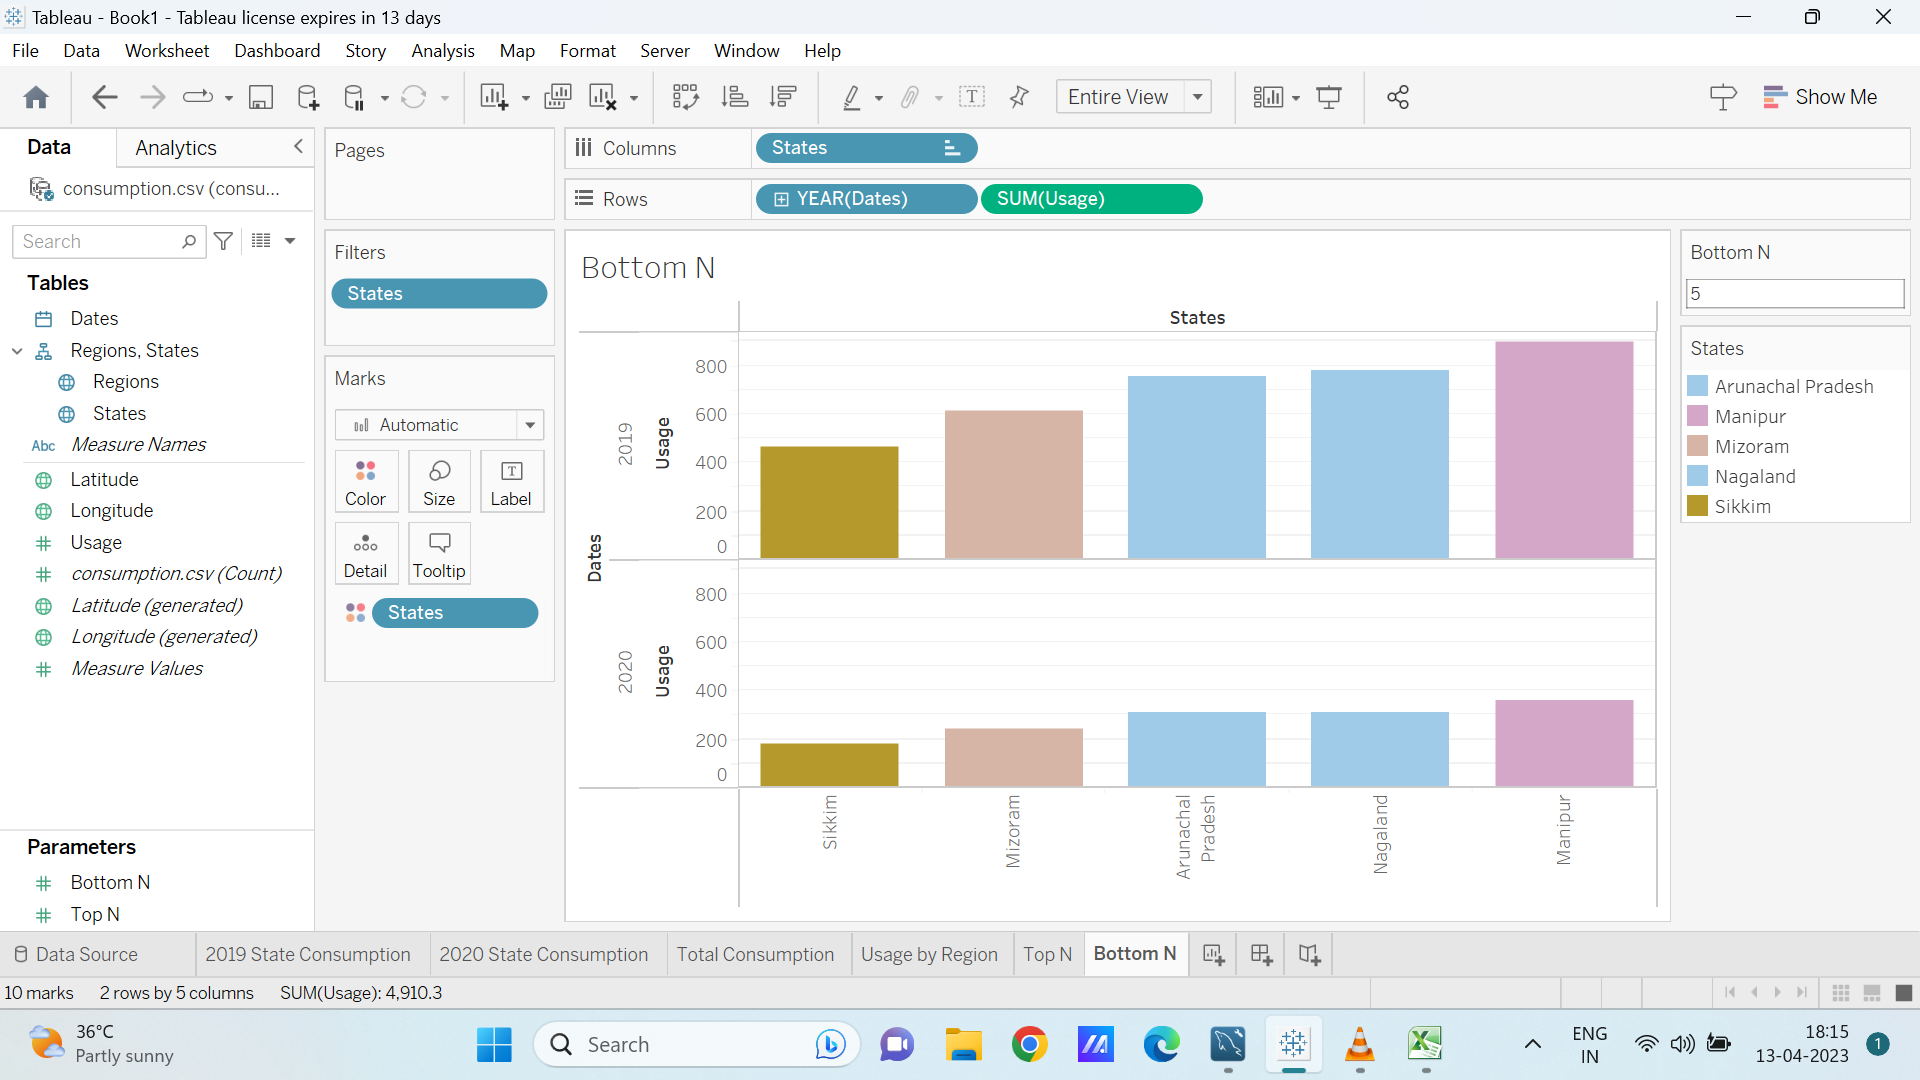 Tableau - Book1 - Tableau license expires in 13 days
File Data Worksheet Dashboard Story Analysis Map Format Server Window Help
Entire View
Show Me
Data Analytics
consumption.csv (consu...
Search
Tables
Dates
Regions, States
Regions
States
Abc Measure Names
Latitude
Longitude
Usage
consumption.csv (Count)
Latitude (generated)
Longitude (generated)
Measure Values
Parameters
Bottom N
Top N
Pages
Filters
States
Marks
Automatic
Color Size Label
Detail Tooltip
States
Columns States
Rows YEAR(Dates) SUM(Usage)
Bottom N
States
Dates
2019
Usage
800
600
400
200
0
2020
Usage
800
600
400
200
0
Sikkim
Mizoram
Arunachal
Pradesh
Nagaland
Manipur
Bottom N
5
States
Arunachal Pradesh
Manipur
Mizoram
Nagaland
Sikkim
Data Source 2019 State Consumption 2020 State Consumption Total Consumption Usage by Region Top N Bottom N
10 marks 2 rows by 5 columns SUM(Usage): 4,910.3
36°C
Partly sunny
Search
ENG
IN
18:15
13-04-2023
1